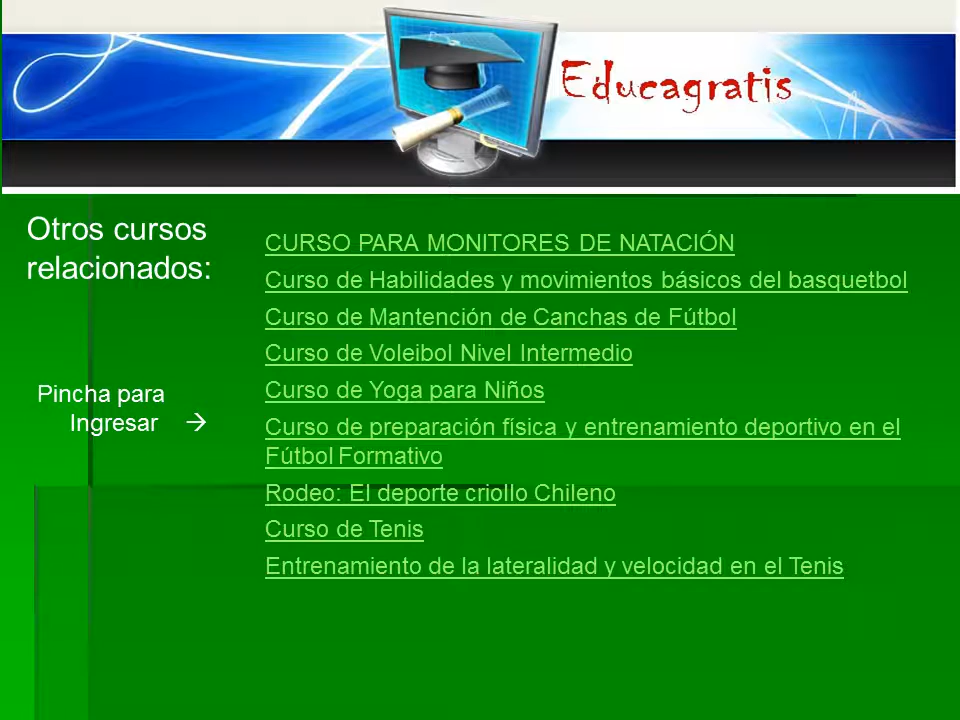 Educagratis
Otros cursos
relacionados:
Pincha para
Ingresar →
CURSO PARA MONITORES DE NATACIÓN
Curso de Habilidades y movimientos básicos del basquetbol
Curso de Mantención de Canchas de Fútbol
Curso de Voleibol Nivel Intermedio
Curso de Yoga para Niños
Curso de preparación física y entrenamiento deportivo en el
Fútbol Formativo
Rodeo: El deporte criollo Chileno
Curso de Tenis
Entrenamiento de la lateralidad y velocidad en el Tenis